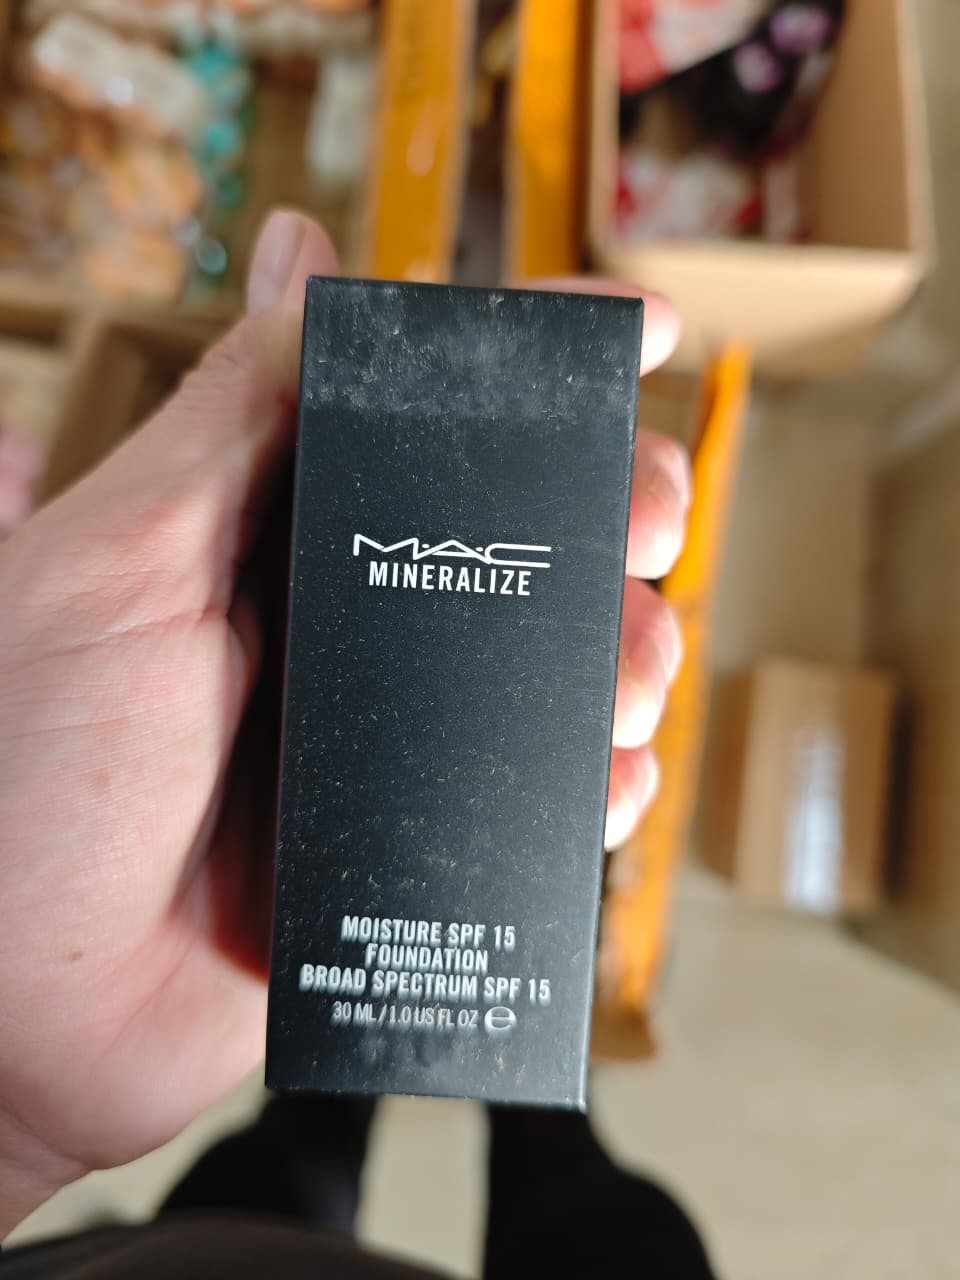 M·A·C
MINERALIZE
MOISTURE SPF 15
FOUNDATION
BROAD SPECTRUM SPF 15
30 ML / 1.0 US FL OZ ℮